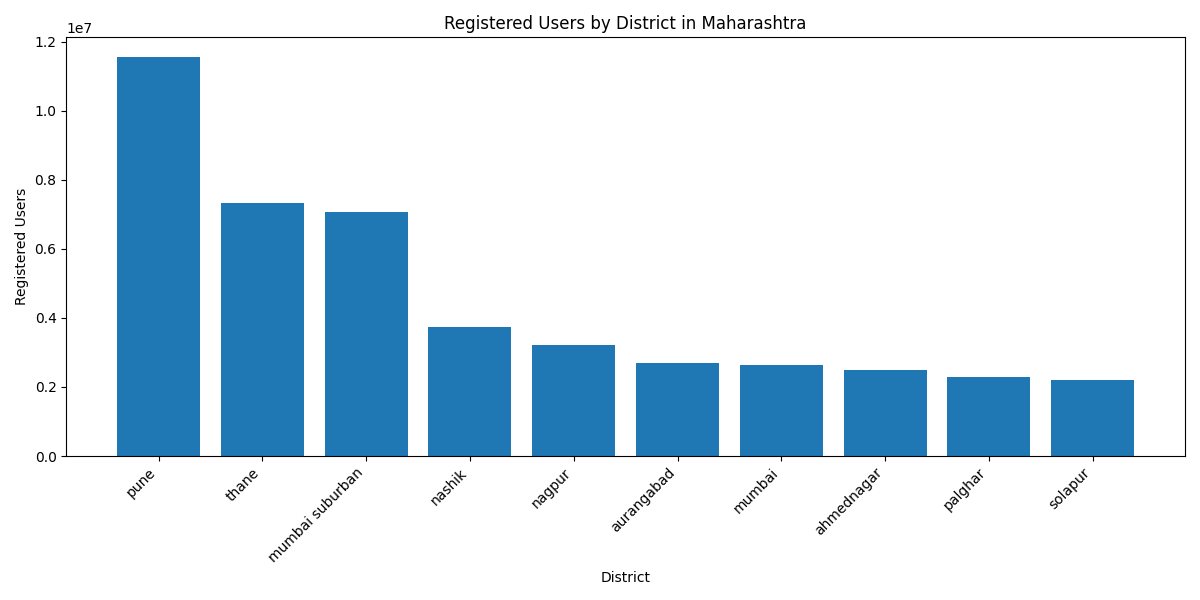 Registered Users by District in Maharashtra
1e7
1.2
1.0
0.8
0.6
0.4
0.2
0.0
Registered Users
pune
thane
mumbai suburban
nashik
nagpur
aurangabad
mumbai
ahmednagar
palghar
solapur
District